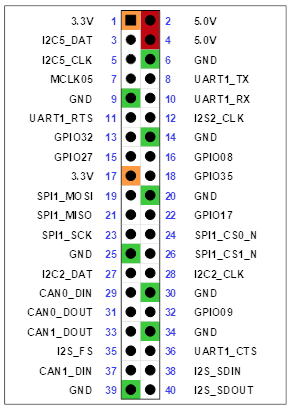 3.3V 1 2 5.0V
I2C5_DAT 3 4 5.0V
I2C5_CLK 5 6 GND
MCLK05 7 8 UART1_TX
GND 9 10 UART1_RX
UART1_RTS 11 12 I2S2_CLK
GPIO32 13 14 GND
GPIO27 15 16 GPIO08
3.3V 17 18 GPIO35
SPI1_MOSI 19 20 GND
SPI1_MISO 21 22 GPIO17
SPI1_SCK 23 24 SPI1_CS0_N
GND 25 26 SPI1_CS1_N
I2C2_DAT 27 28 I2C2_CLK
CAN0_DIN 29 30 GND
CAN0_DOUT 31 32 GPIO09
CAN1_DOUT 33 34 GND
I2S_FS 35 36 UART1_CTS
CAN1_DIN 37 38 I2S_SDIN
GND 39 40 I2S_SDOUT